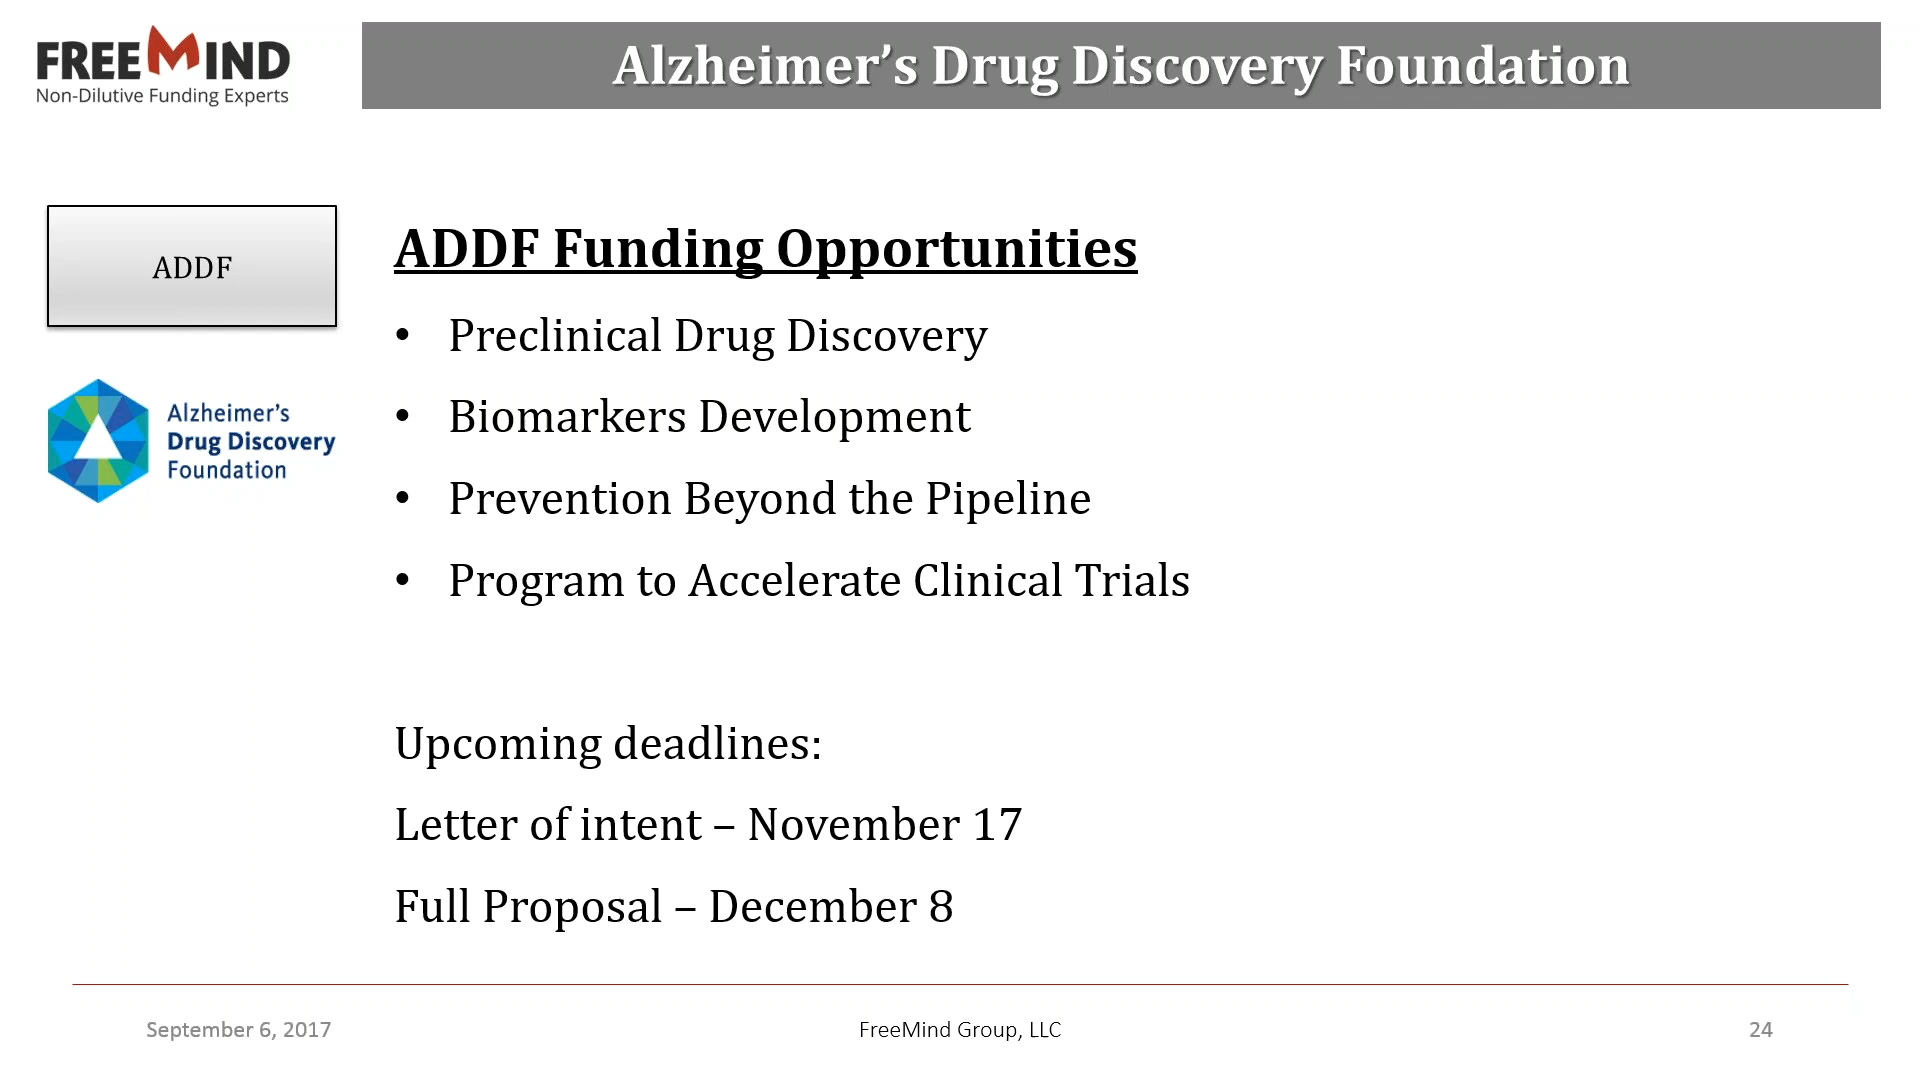 FREEMIND
Non-Dilutive Funding Experts
Alzheimer’s Drug Discovery Foundation
ADDF
Alzheimer’s
Drug Discovery
Foundation
ADDF Funding Opportunities
• Preclinical Drug Discovery
• Biomarkers Development
• Prevention Beyond the Pipeline
• Program to Accelerate Clinical Trials
Upcoming deadlines:
Letter of intent – November 17
Full Proposal – December 8
September 6, 2017
FreeMind Group, LLC
24